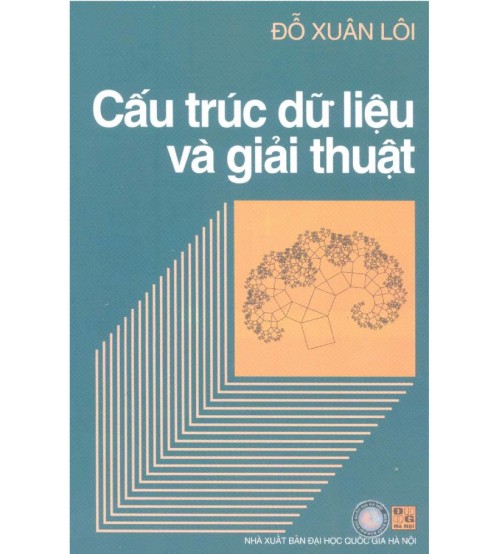 ĐỖ XUÂN LÔI
Cấu trúc dữ liệu
và giải thuật
NHÀ XUẤT BẢN ĐẠI HỌC QUỐC GIA HÀ NỘI